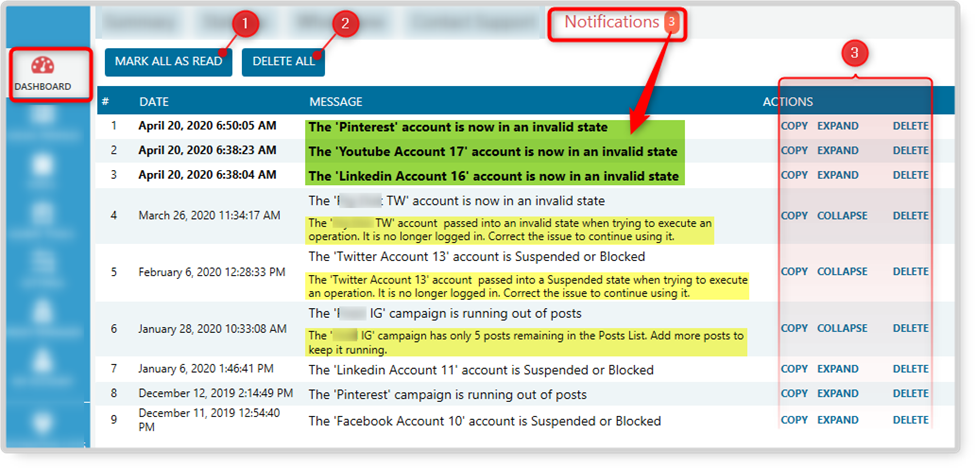 Notifications 3
1
2
3
MARK ALL AS READ
DELETE ALL
DASHBOARD
# DATE MESSAGE ACTIONS
1 April 20, 2020 6:50:05 AM The 'Pinterest' account is now in an invalid state COPY EXPAND DELETE
2 April 20, 2020 6:38:23 AM The 'Youtube Account 17' account is now in an invalid state COPY EXPAND DELETE
3 April 20, 2020 6:38:04 AM The 'Linkedin Account 16' account is now in an invalid state COPY EXPAND DELETE
The ' TW' account is now in an invalid state
4 March 26, 2020 11:34:17 AM COPY COLLAPSE DELETE
The ' TW' account passed into an invalid state when trying to execute an
operation. It is no longer logged in. Correct the issue to continue using it.
The 'Twitter Account 13' account is Suspended or Blocked
5 February 6, 2020 12:28:33 PM COPY COLLAPSE DELETE
The 'Twitter Account 13' account passed into a Suspended state when trying to execute
an operation. It is no longer logged in. Correct the issue to continue using it.
The ' IG' campaign is running out of posts
6 January 28, 2020 10:33:08 AM COPY COLLAPSE DELETE
The ' IG' campaign has only 5 posts remaining in the Posts List. Add more posts to
keep it running.
7 January 6, 2020 1:46:41 PM The 'Linkedin Account 11' account is Suspended or Blocked COPY EXPAND DELETE
8 December 12, 2019 2:14:49 PM The 'Pinterest' campaign is running out of posts COPY EXPAND DELETE
9 December 11, 2019 12:54:40
PM The 'Facebook Account 10' account is Suspended or Blocked COPY EXPAND DELETE